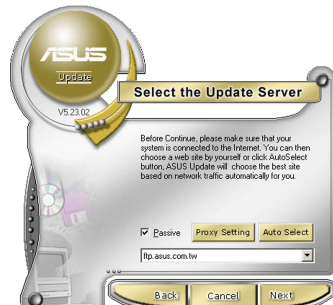 ASUS
Update
V5.23.02
Select the Update Server
Before Continue, please make sure that your
system is connected to the Internet. You can then
choose a web site by yourself or click AutoSelect
button, ASUS Update will choose the best site
based on network traffic automatically for you.
Passive
Proxy Setting
Auto Select
ftp.asus.com.tw
Back
Cancel
Next